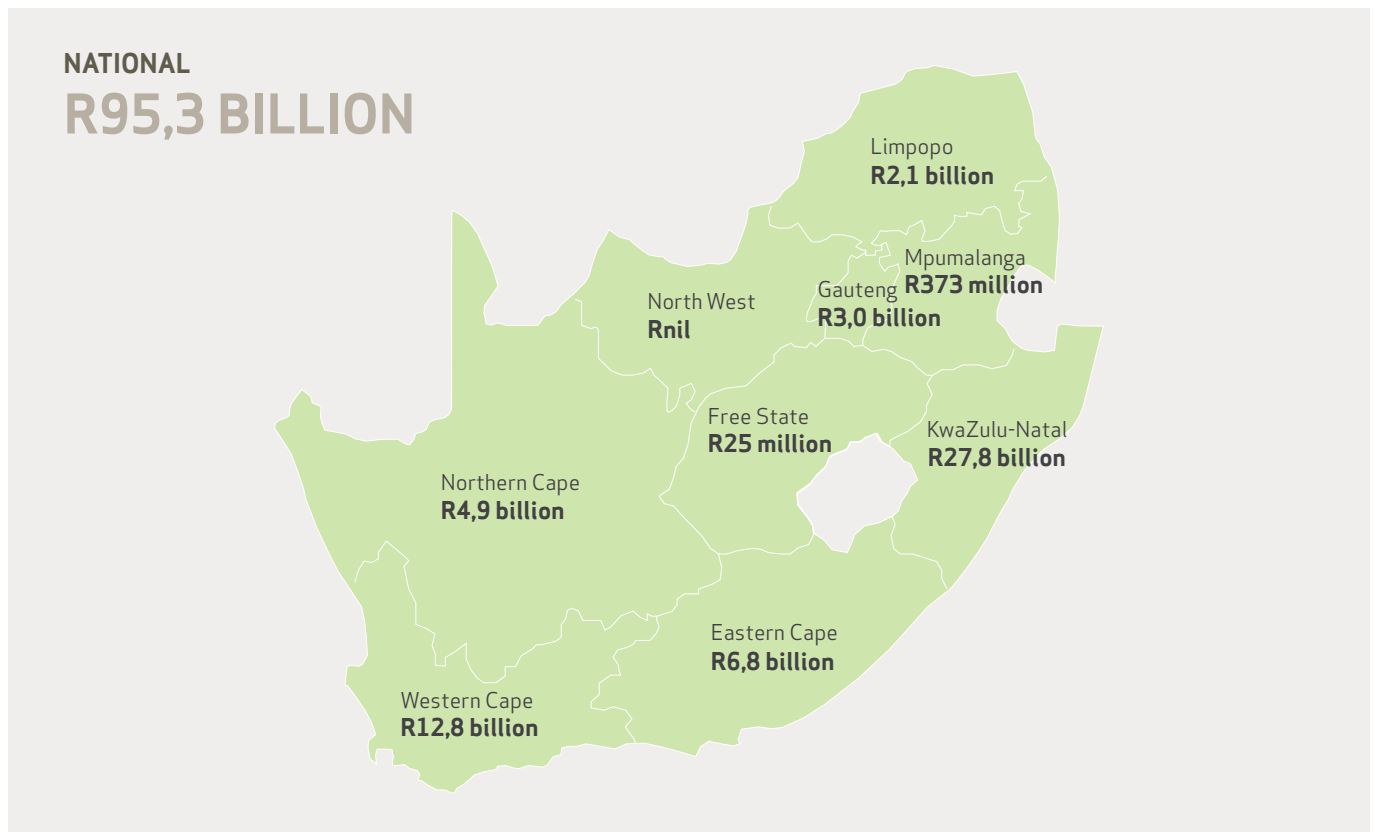 NATIONAL
R95,3 BILLION
Limpopo
R2,1 billion
Mpumalanga
R373 million
Gauteng
R3,0 billion
North West
Rnil
Free State
R25 million
KwaZulu-Natal
R27,8 billion
Northern Cape
R4,9 billion
Eastern Cape
R6,8 billion
Western Cape
R12,8 billion